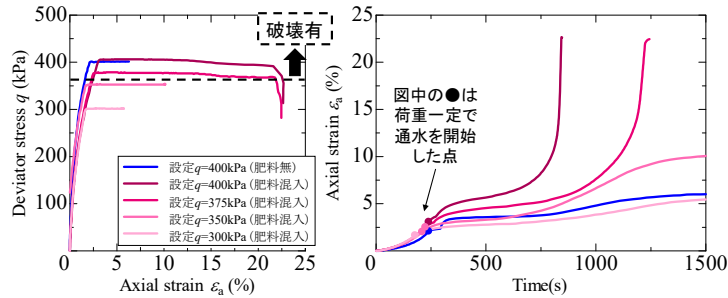 破壊有
Deviator stress q (kPa)
500
400
300
200
100
0
設定q=400kPa(肥料無)
設定q=400kPa(肥料混入)
設定q=375kPa(肥料混入)
設定q=350kPa(肥料混入)
設定q=300kPa(肥料混入)
0 5 10 15 20 25
Axial strain εa (%)
Axial strain εa (%)
25
20
15
10
5
図中の●は
荷重一定で
通水を開始
した点
0 500 1000 1500
Time(s)